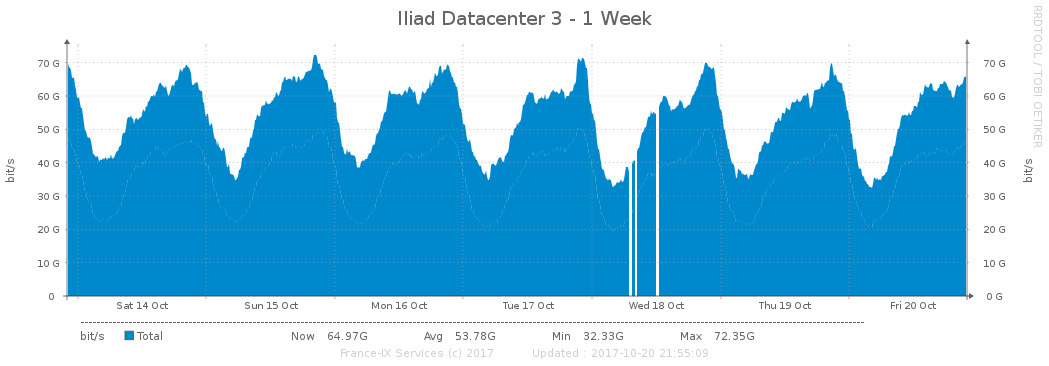 Iliad Datacenter 3 - 1 Week
RRDTOOL / TOBI OETIKER
bit/s
bit/s
70 G 70 G
60 G 60 G
50 G 50 G
40 G 40 G
30 G 30 G
20 G 20 G
10 G 10 G
0 0 G
Sat 14 Oct Sun 15 Oct Mon 16 Oct Tue 17 Oct Wed 18 Oct Thu 19 Oct Fri 20 Oct
bit/s Total Now 64.97G Avg 53.78G Min 32.33G Max 72.35G
France-IX Services (c) 2017 Updated : 2017-10-20 21:55:09